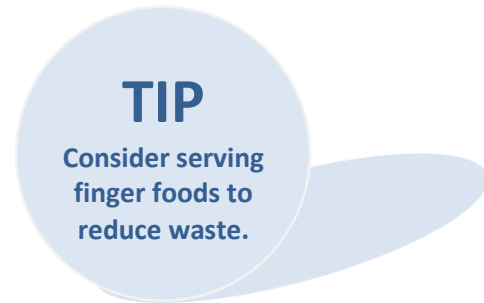 TIP
Consider serving
finger foods to
reduce waste.